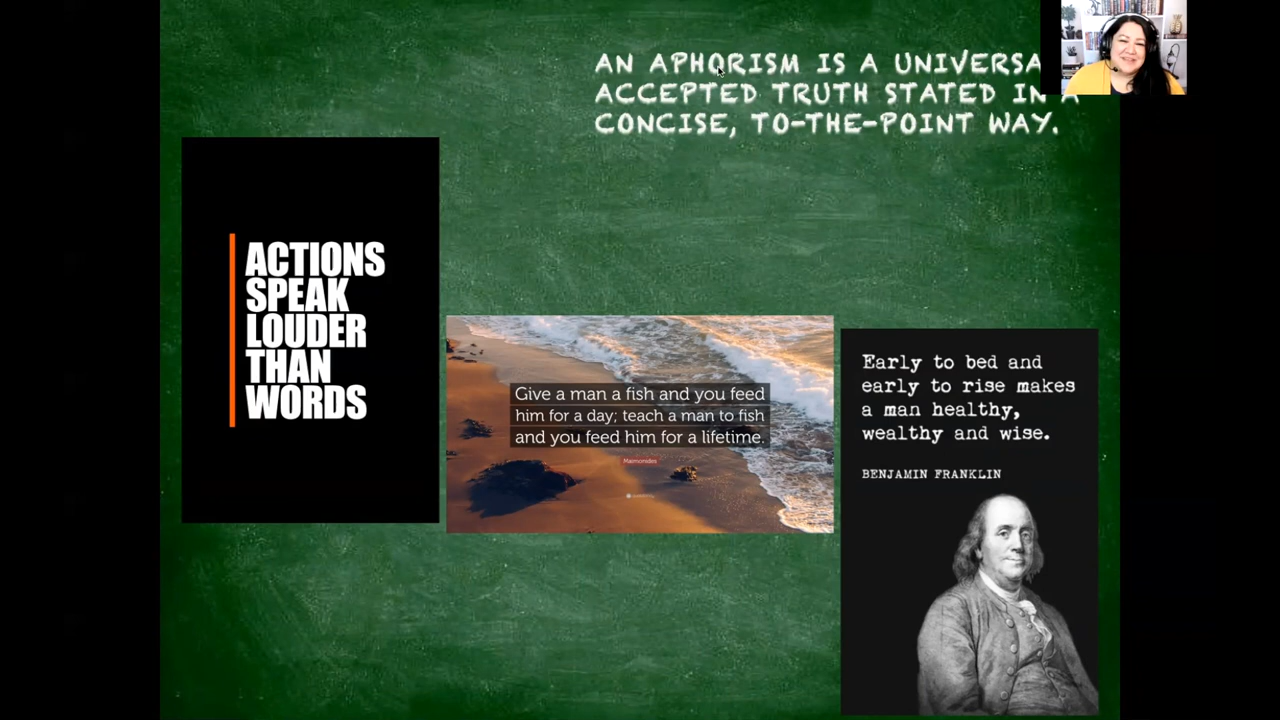 AN APHORISM IS A
ACCEPTED TRUTH STATED IN A
CONCISE, TO-THE-POINT WAY.
ACTIONS
SPEAK
LOUDER
THAN
WORDS
Give a man a fish and you feed
him for a day; teach a man to fish
and you feed him for a lifetime.
Maimonides
Early to bed and
early to rise makes
a man healthy,
wealthy and wise.
BENJAMIN FRANKLIN